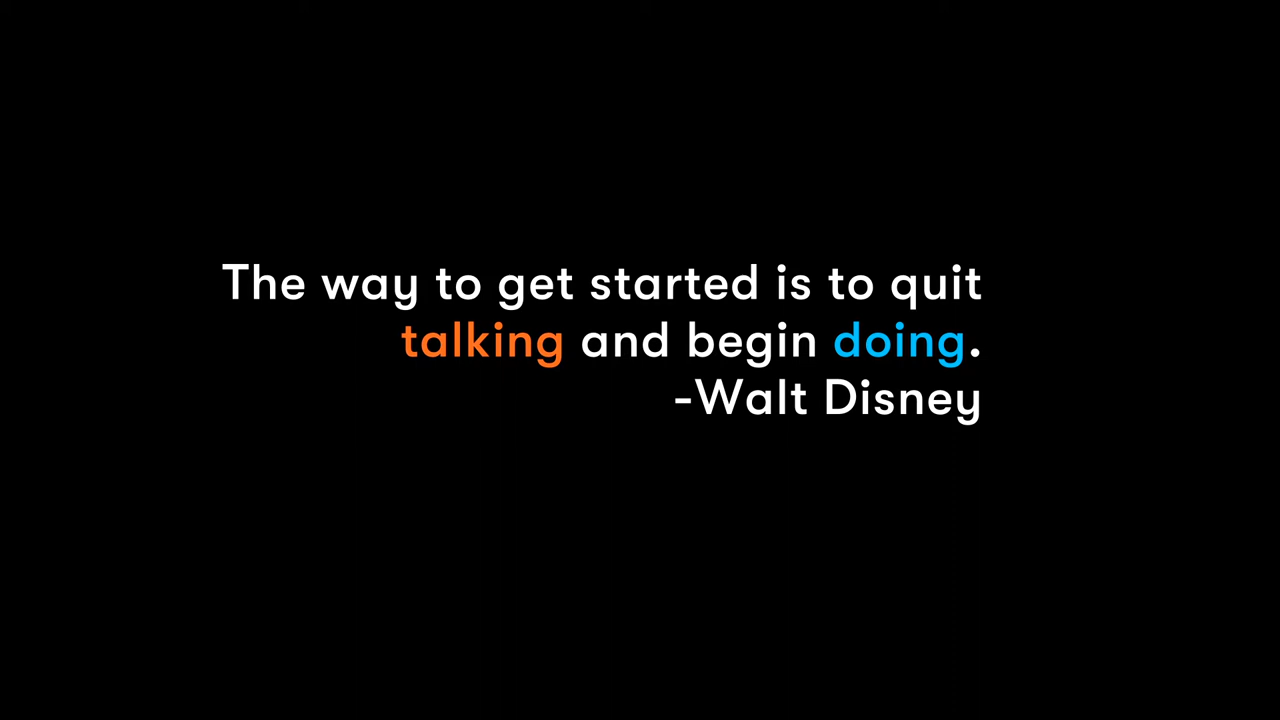 The way to get started is to quit
talking and begin doing.
-Walt Disney